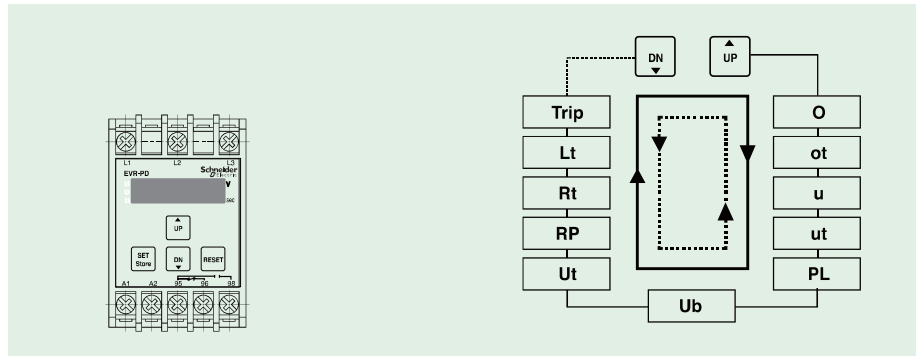 L1 L2 L3
EVR-PD
Schneider
Electric
V
sec
UP
SET
Store
DN
RESET
A1 A2 95 96 98
DN
UP
Trip
O
Lt
ot
Rt
u
RP
ut
Ut
PL
Ub